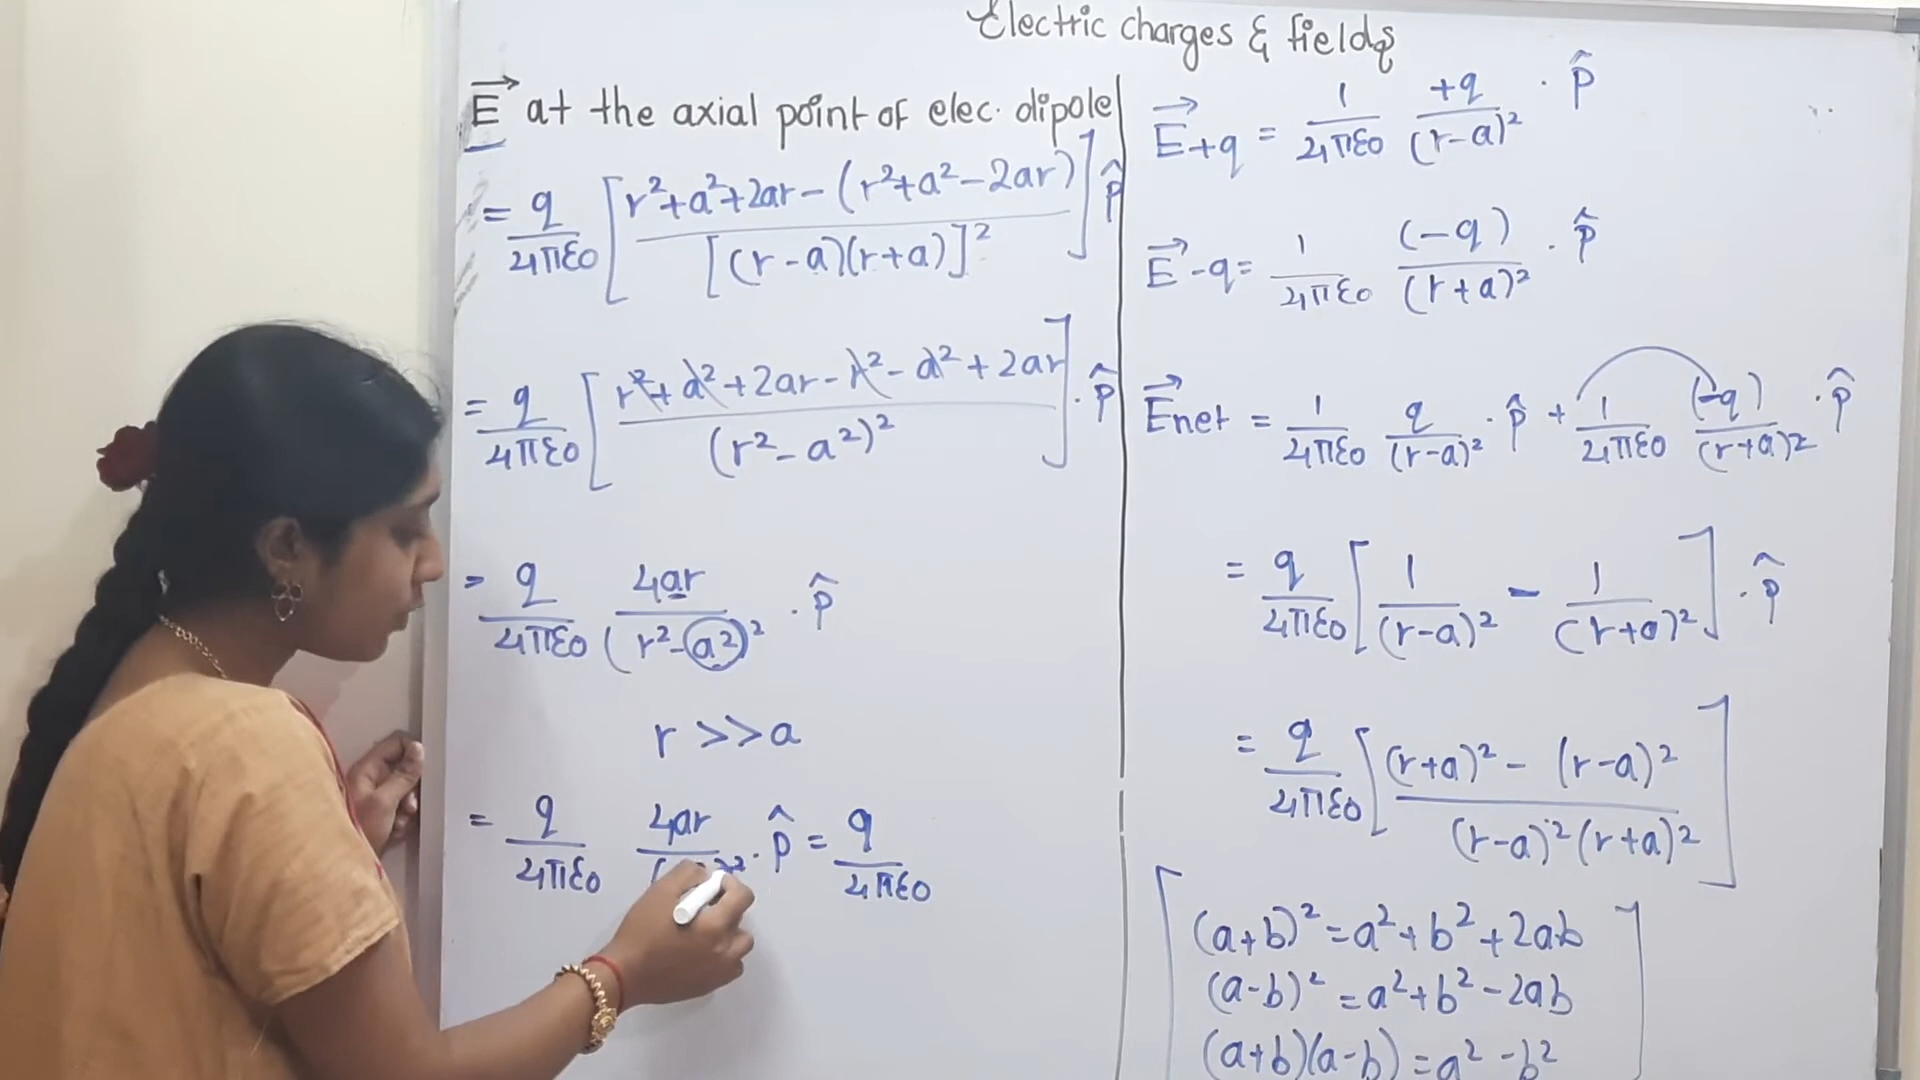 Electric charges & fields
E⃗ at the axial point of elec. dipole
= q/4πε0 [r²+a²+2ar-(r²+a²-2ar)/[(r-a)(r+a)]²] p̂
= q/4πε0 [r²+a²+2ar-r²-a²+2ar/(r²-a²)²] . p̂
= q/4πε0 4ar/(r²-a²)² . p̂
r >>a
= q/4πε0 4ar/ . p̂ = q/4πε0
E⃗+q = 1/4πε0 +q/(r-a)² . p̂
E⃗-q = 1/4πε0 (-q)/(r+a)² . p̂
E⃗net = 1/4πε0 q/(r-a)² . p̂ + 1/4πε0 (-q)/(r+a)² . p̂
= q/4πε0 [1/(r-a)² - 1/(r+a)²] . p̂
= q/4πε0 [(r+a)² - (r-a)²/(r-a)²(r+a)²]
[(a+b)²=a²+b²+2ab
(a-b)²=a²+b²-2ab
(a+b)(a-b)=a²-b²]